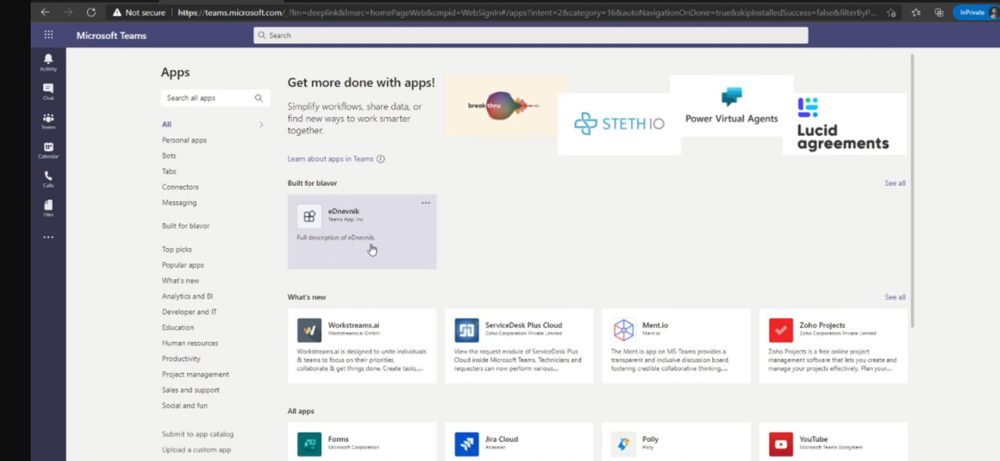 Not secure
https://teams.microsoft.com/_?lm=deeplink&lmsrc=homePageWeb&cmpid=WebSignIn#/apps?intent=2&category=16&autoNavigationOnDone=true&skipInstalledSuccess=false&filterByP...
InPrivate
Microsoft Teams
Search
Activity
Chat
Teams
Calendar
Calls
Files
Apps
Search all apps
All
Personal apps
Bots
Tabs
Connectors
Messaging
Built for blavor
Top picks
Popular apps
What's new
Analytics and BI
Developer and IT
Education
Human resources
Productivity
Project management
Sales and support
Social and fun
Submit to app catalog
Upload a custom app
Get more done with apps!
Simplify workflows, share data, or
find new ways to work smarter
together.
Learn about apps in Teams
break thru
STETH IO
Power Virtual Agents
Lucid
agreements
Built for blavor
See all
eDnevnik
Teams App, Inc.
Full description of eDnevnik.
What's new
See all
Workstreams.ai
Workstreams.ai GmbH
Workstreams.ai is designed to unite individuals
& teams to focus on their priorities,
collaborate & get things done. Create tasks,...
ServiceDesk Plus Cloud
Zoho Corporation Private Limited
View the request module of ServiceDesk Plus
Cloud inside Microsoft Teams. Technicians and
requesters can now perform various...
Ment.io
Ment.io
The Ment.io app on MS-Teams provides a
transparent and inclusive discussion board,
fostering credible collaborative thinking,...
Zoho Projects
Zoho Corporation Private Limited
Zoho Projects is a free online project
management software that lets you create and
manage your projects effectively. Plan your...
All apps
Forms
Microsoft Corporation
Jira Cloud
Atlassian
Polly
Polly
YouTube
Microsoft Teams Ecosystem